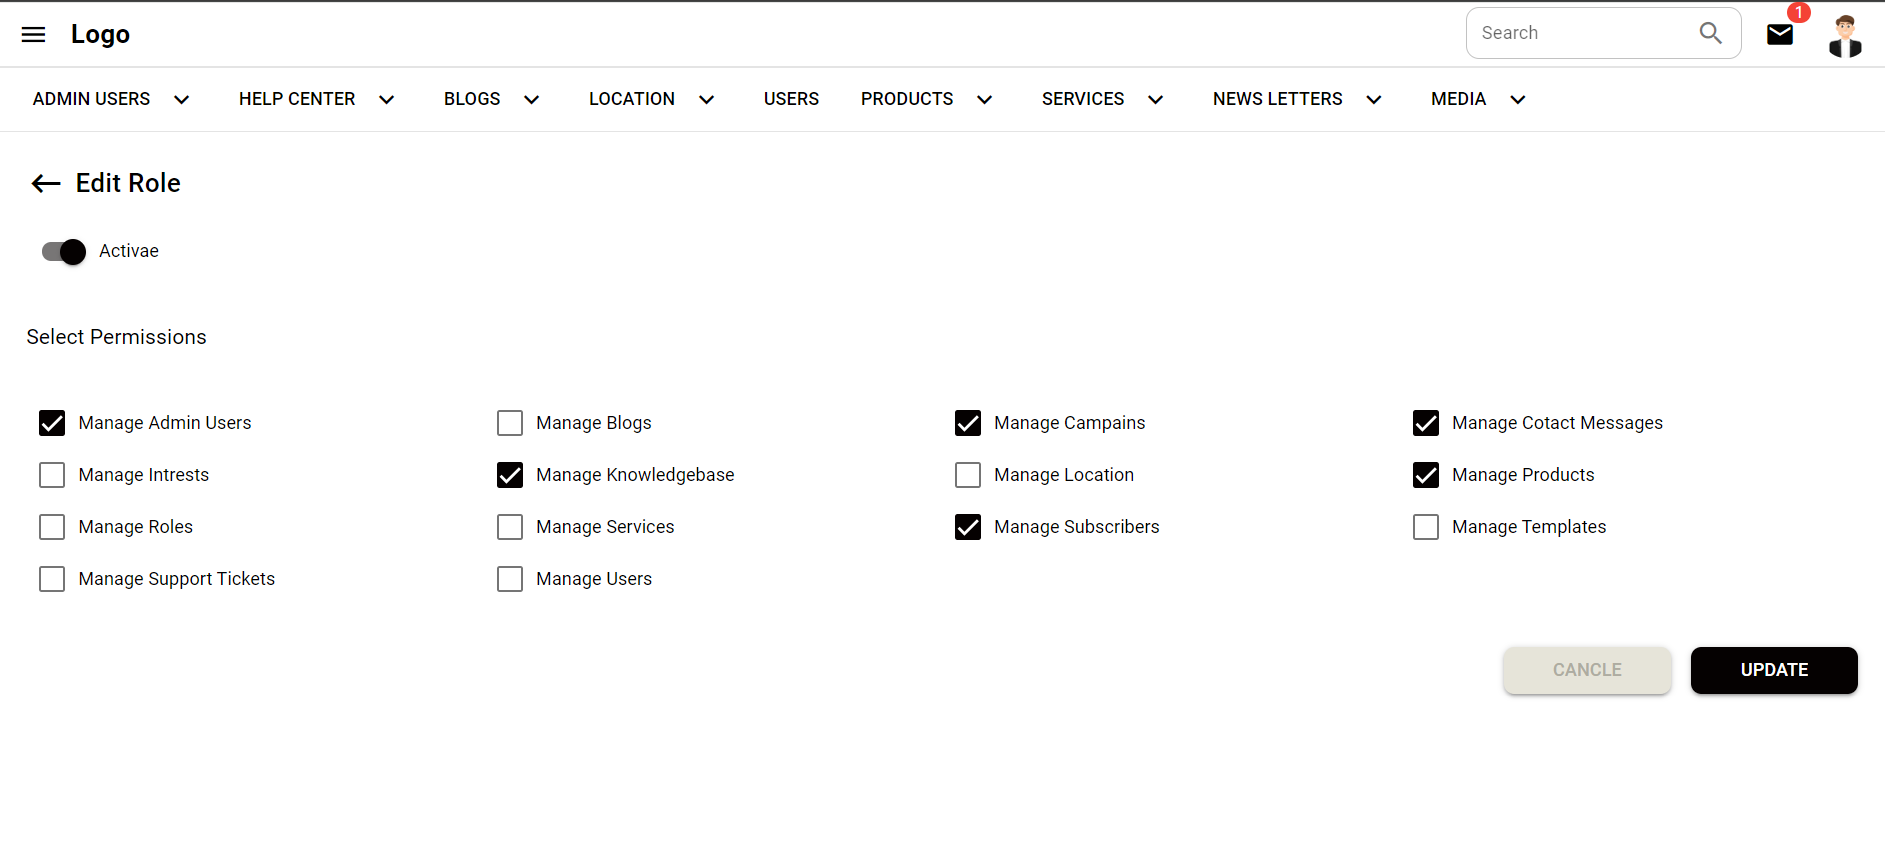 Logo
Search
1
ADMIN USERS HELP CENTER BLOGS LOCATION USERS PRODUCTS SERVICES NEWS LETTERS MEDIA
Edit Role
Activae
Select Permissions
Manage Admin Users Manage Blogs Manage Campains Manage Cotact Messages
Manage Intrests Manage Knowledgebase Manage Location Manage Products
Manage Roles Manage Services Manage Subscribers Manage Templates
Manage Support Tickets Manage Users
CANCLE UPDATE